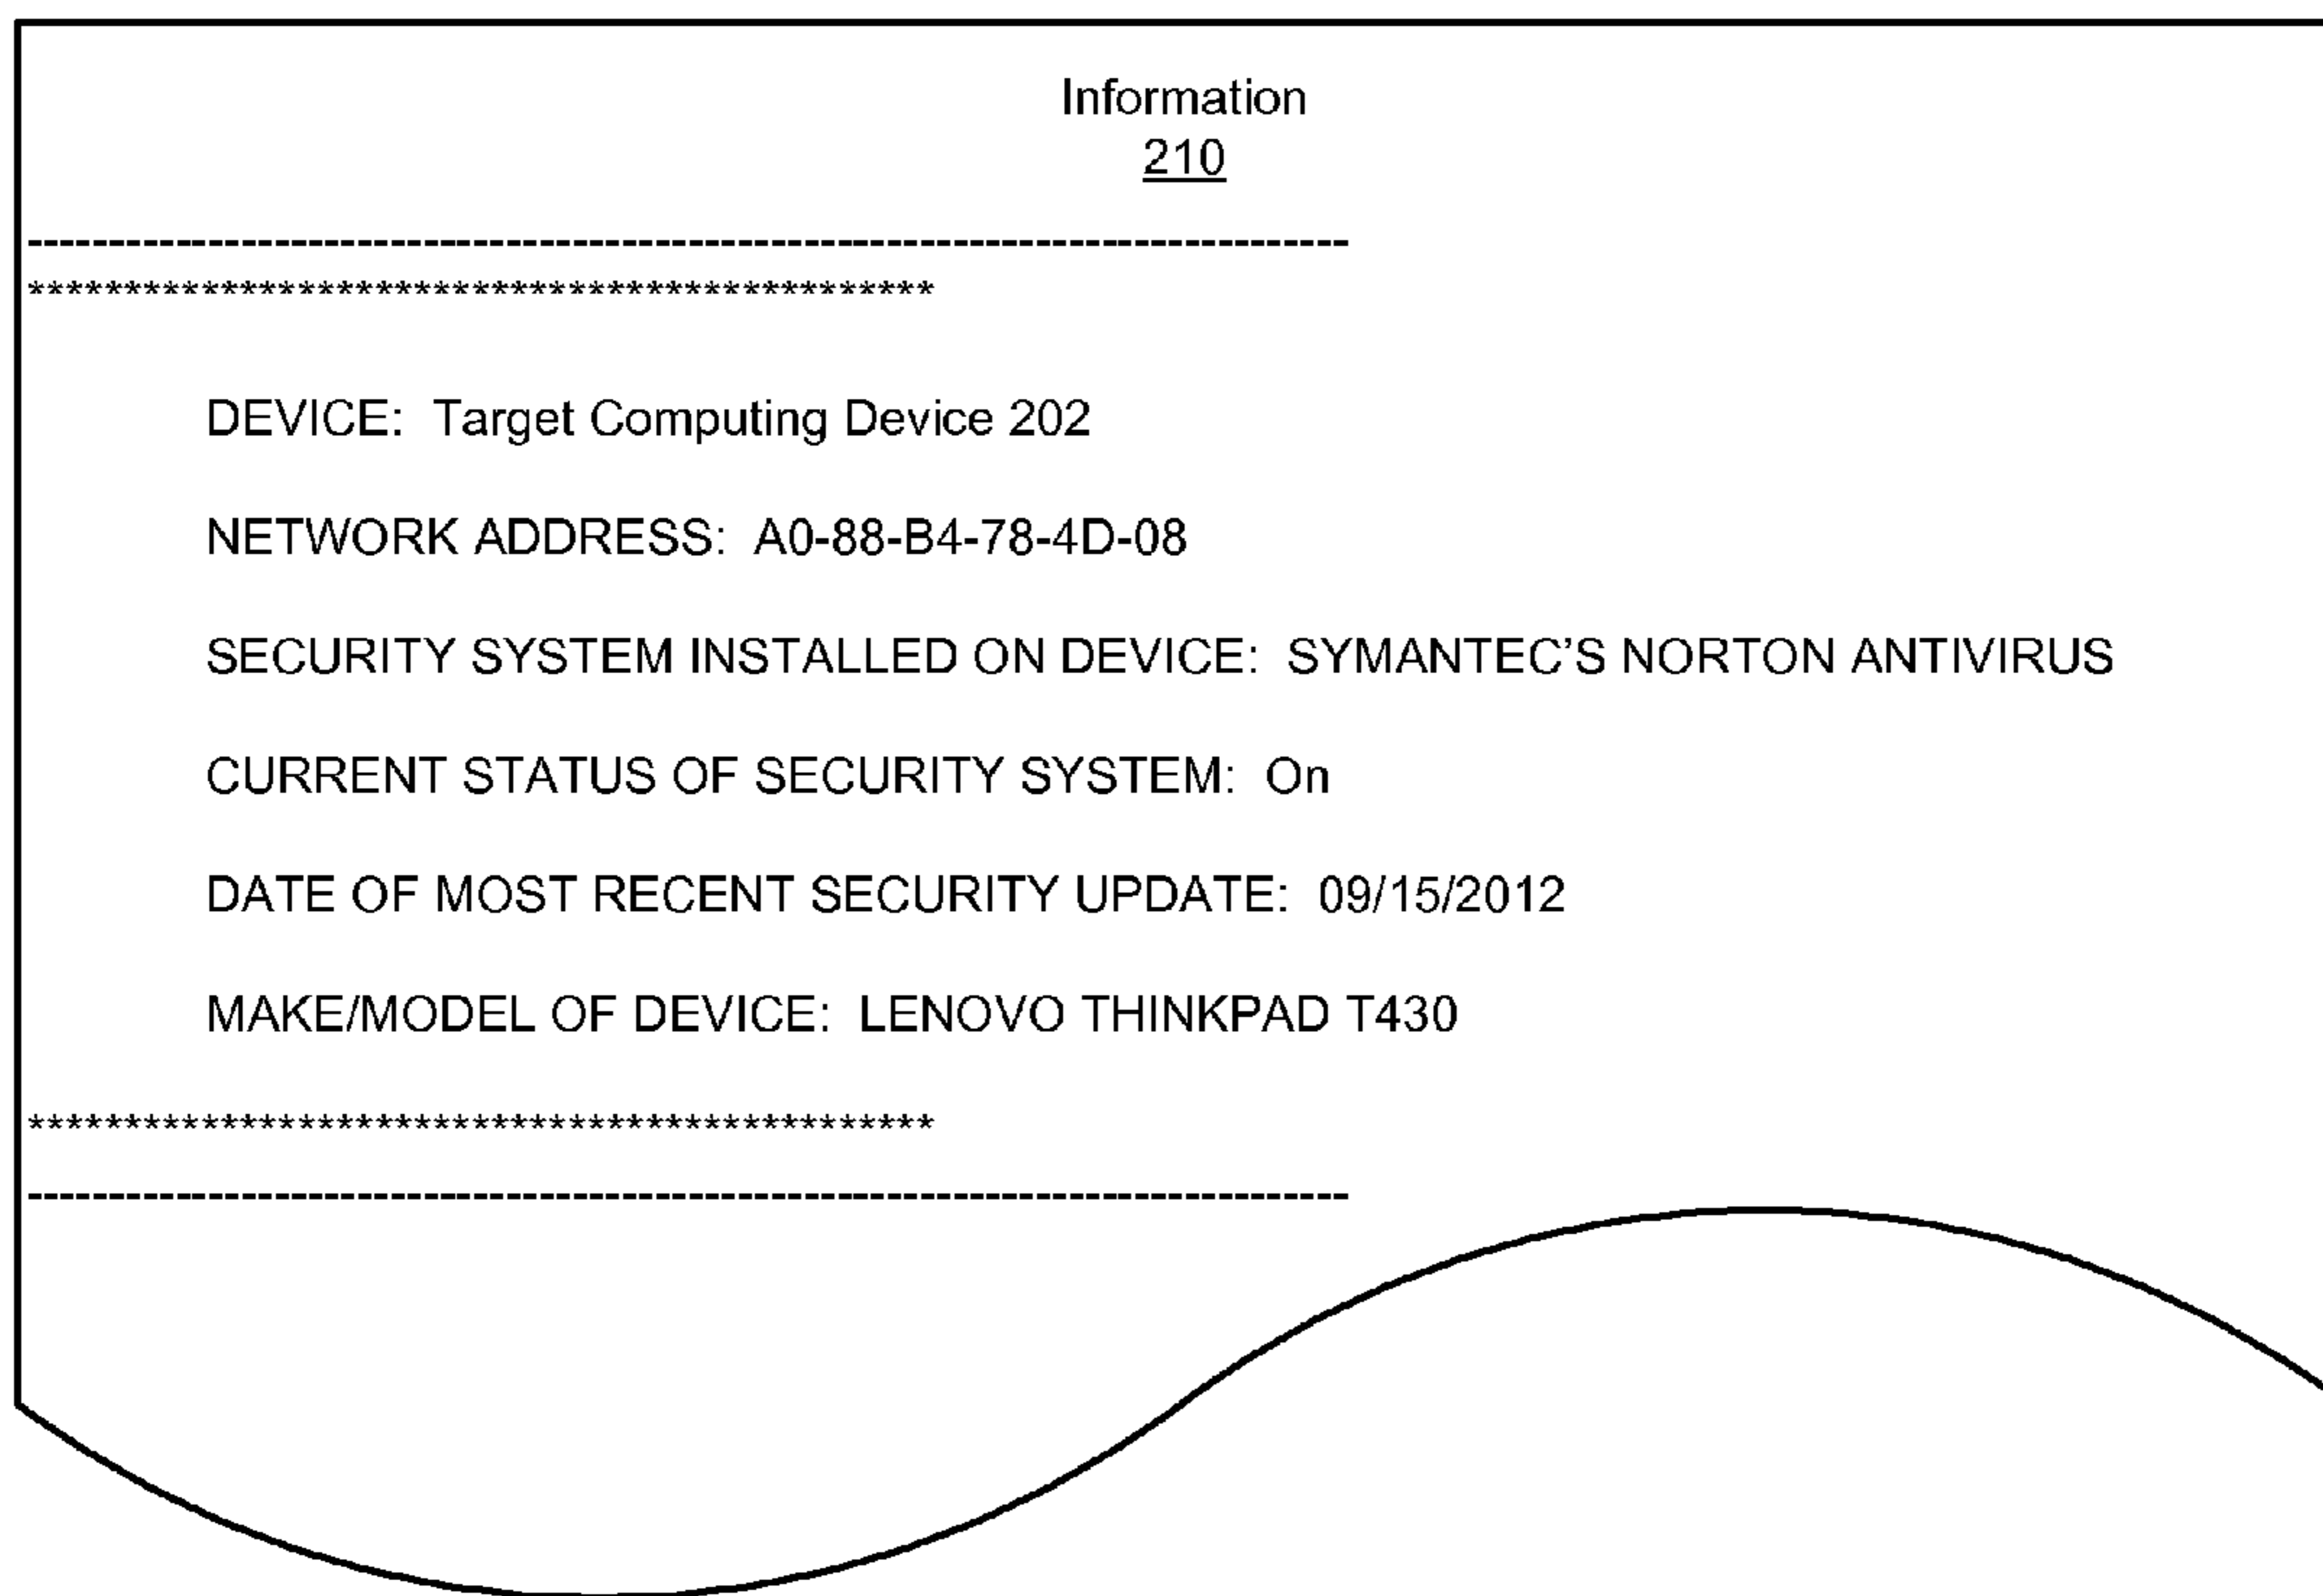 Information
210
--------------------------------------------------------------------------------
***********************************************
DEVICE: Target Computing Device 202
NETWORK ADDRESS: A0-88-B4-78-4D-08
SECURITY SYSTEM INSTALLED ON DEVICE: SYMANTEC’S NORTON ANTIVIRUS
CURRENT STATUS OF SECURITY SYSTEM: On
DATE OF MOST RECENT SECURITY UPDATE: 09/15/2012
MAKE/MODEL OF DEVICE: LENOVO THINKPAD T430
***********************************************
--------------------------------------------------------------------------------